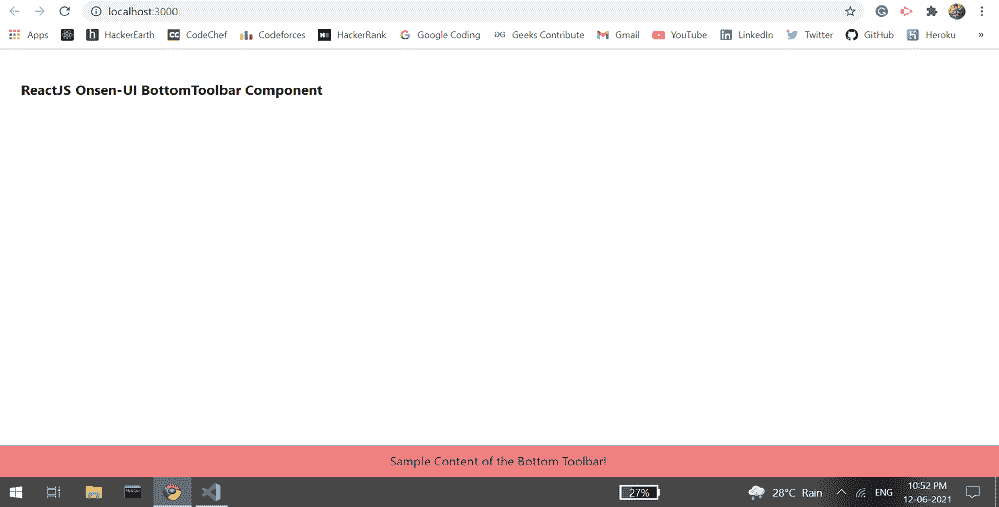 localhost:3000
Apps HackerEarth CodeChef Codeforces HackerRank Google Coding Geeks Contribute Gmail YouTube LinkedIn Twitter GitHub Heroku »
ReactJS Onsen-UI BottomToolbar Component
Sample Content of the Bottom Toolbar!
27% 28°C Rain ENG 10:52 PM
12-06-2021